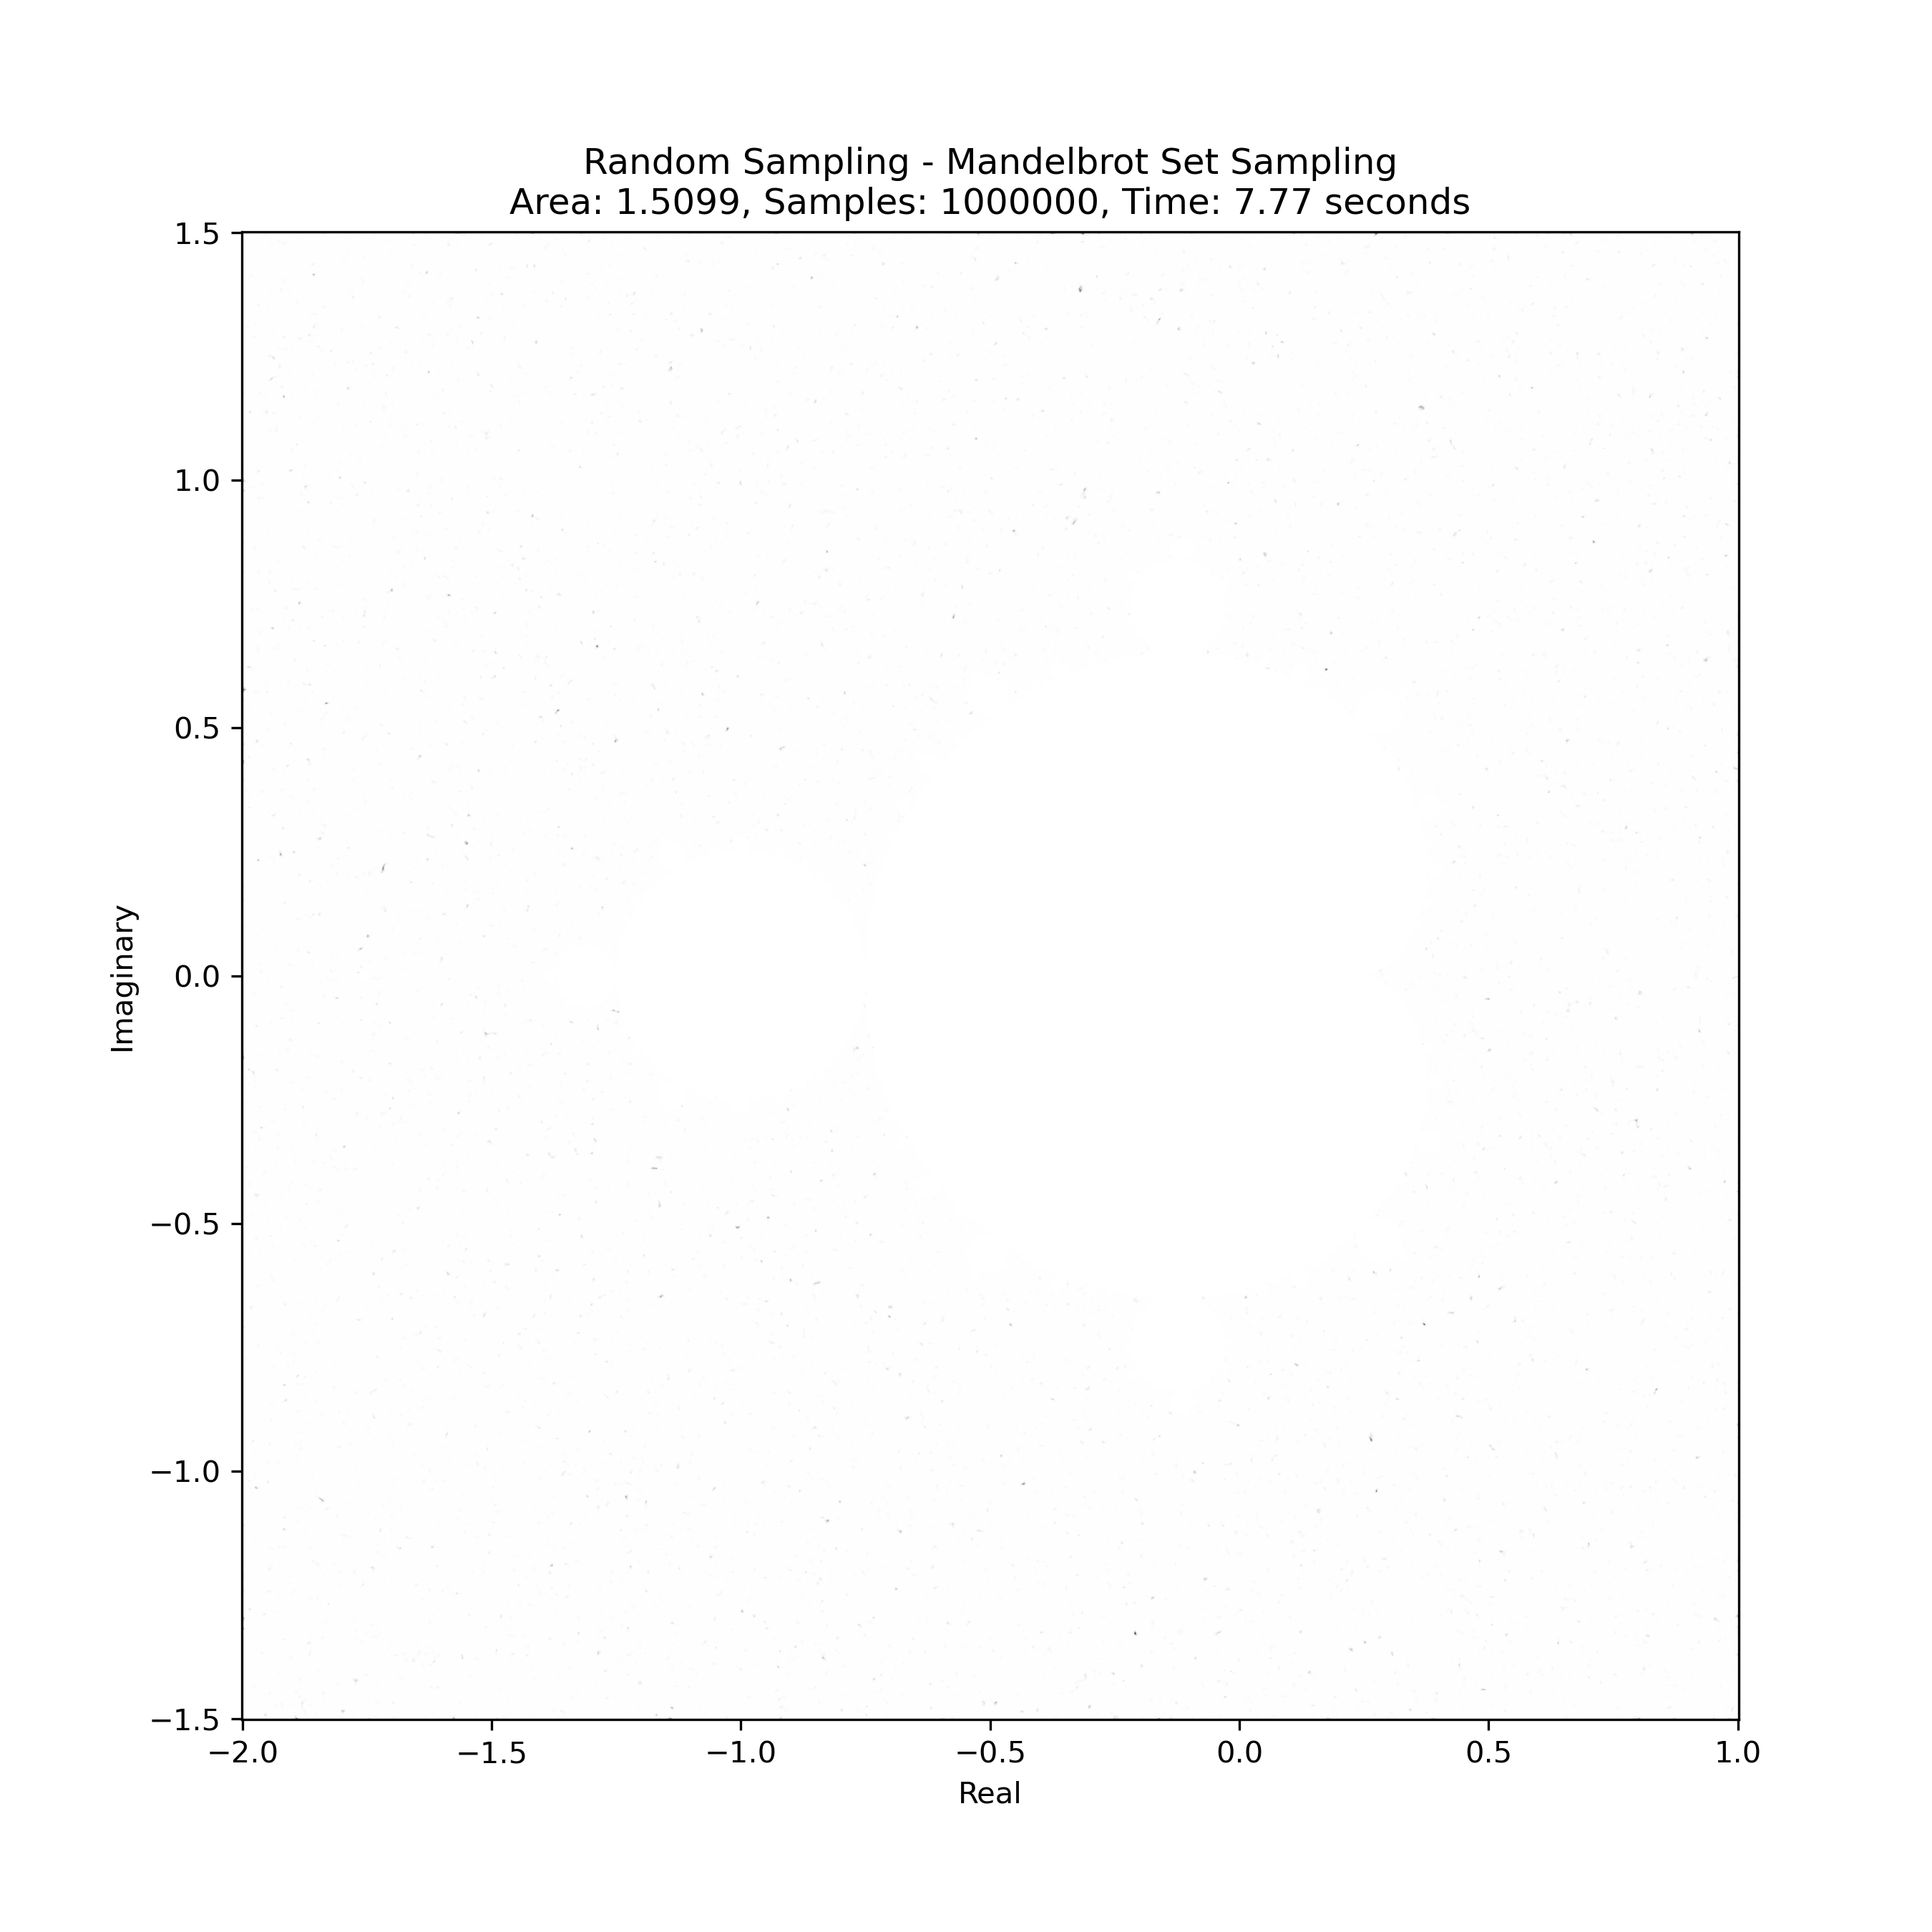 Random Sampling - Mandelbrot Set Sampling
Area: 1.5099, Samples: 1000000, Time: 7.77 seconds
1.5
1.0
0.5
0.0
−0.5
−1.0
−1.5
Imaginary
−2.0 −1.5 −1.0 −0.5 0.0 0.5 1.0
Real